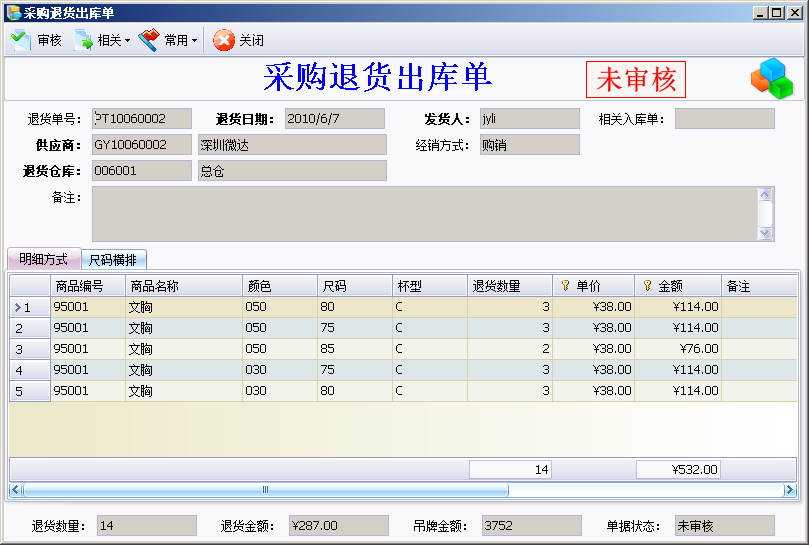 采购退货出库单
审核 相关 常用 关闭
采购退货出库单 未审核
退货单号： PT10060002 退货日期： 2010/6/7 发货人： jyli 相关入库单：
供应商： GY10060002 深圳微达 经销方式： 购销
退货仓库： 006001 总仓
备注：
明细方式 尺码横排
商品编号 商品名称 颜色 尺码 杯型 退货数量 单价 金额 备注
1 95001 文胸 050 80 C 3 ¥38.00 ¥114.00
2 95001 文胸 050 75 C 3 ¥38.00 ¥114.00
3 95001 文胸 050 85 C 2 ¥38.00 ¥76.00
4 95001 文胸 030 75 C 3 ¥38.00 ¥114.00
5 95001 文胸 030 80 C 3 ¥38.00 ¥114.00
14 ¥532.00
退货数量： 14 退货金额： ¥287.00 吊牌金额： 3752 单据状态： 未审核